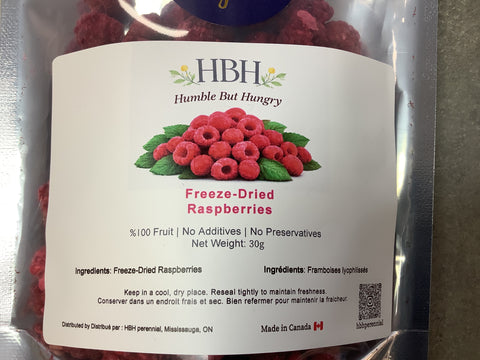 HBH
Humble But Hungry
Freeze-Dried
Raspberries
%100 Fruit | No Additives | No Preservatives
Net Weight: 30g
Ingredients: Freeze-Dried Raspberries
Ingrédients: Framboises lyophilisés
Keep in a cool, dry place. Reseal tightly to maintain freshness.
Conserver dans un endroit frais et sec. Bien refermer pour maintenir la fraicheur.
Distributed by Distribué par : HBH perennial, Mississauga, ON
Made in Canada
hbhperennial